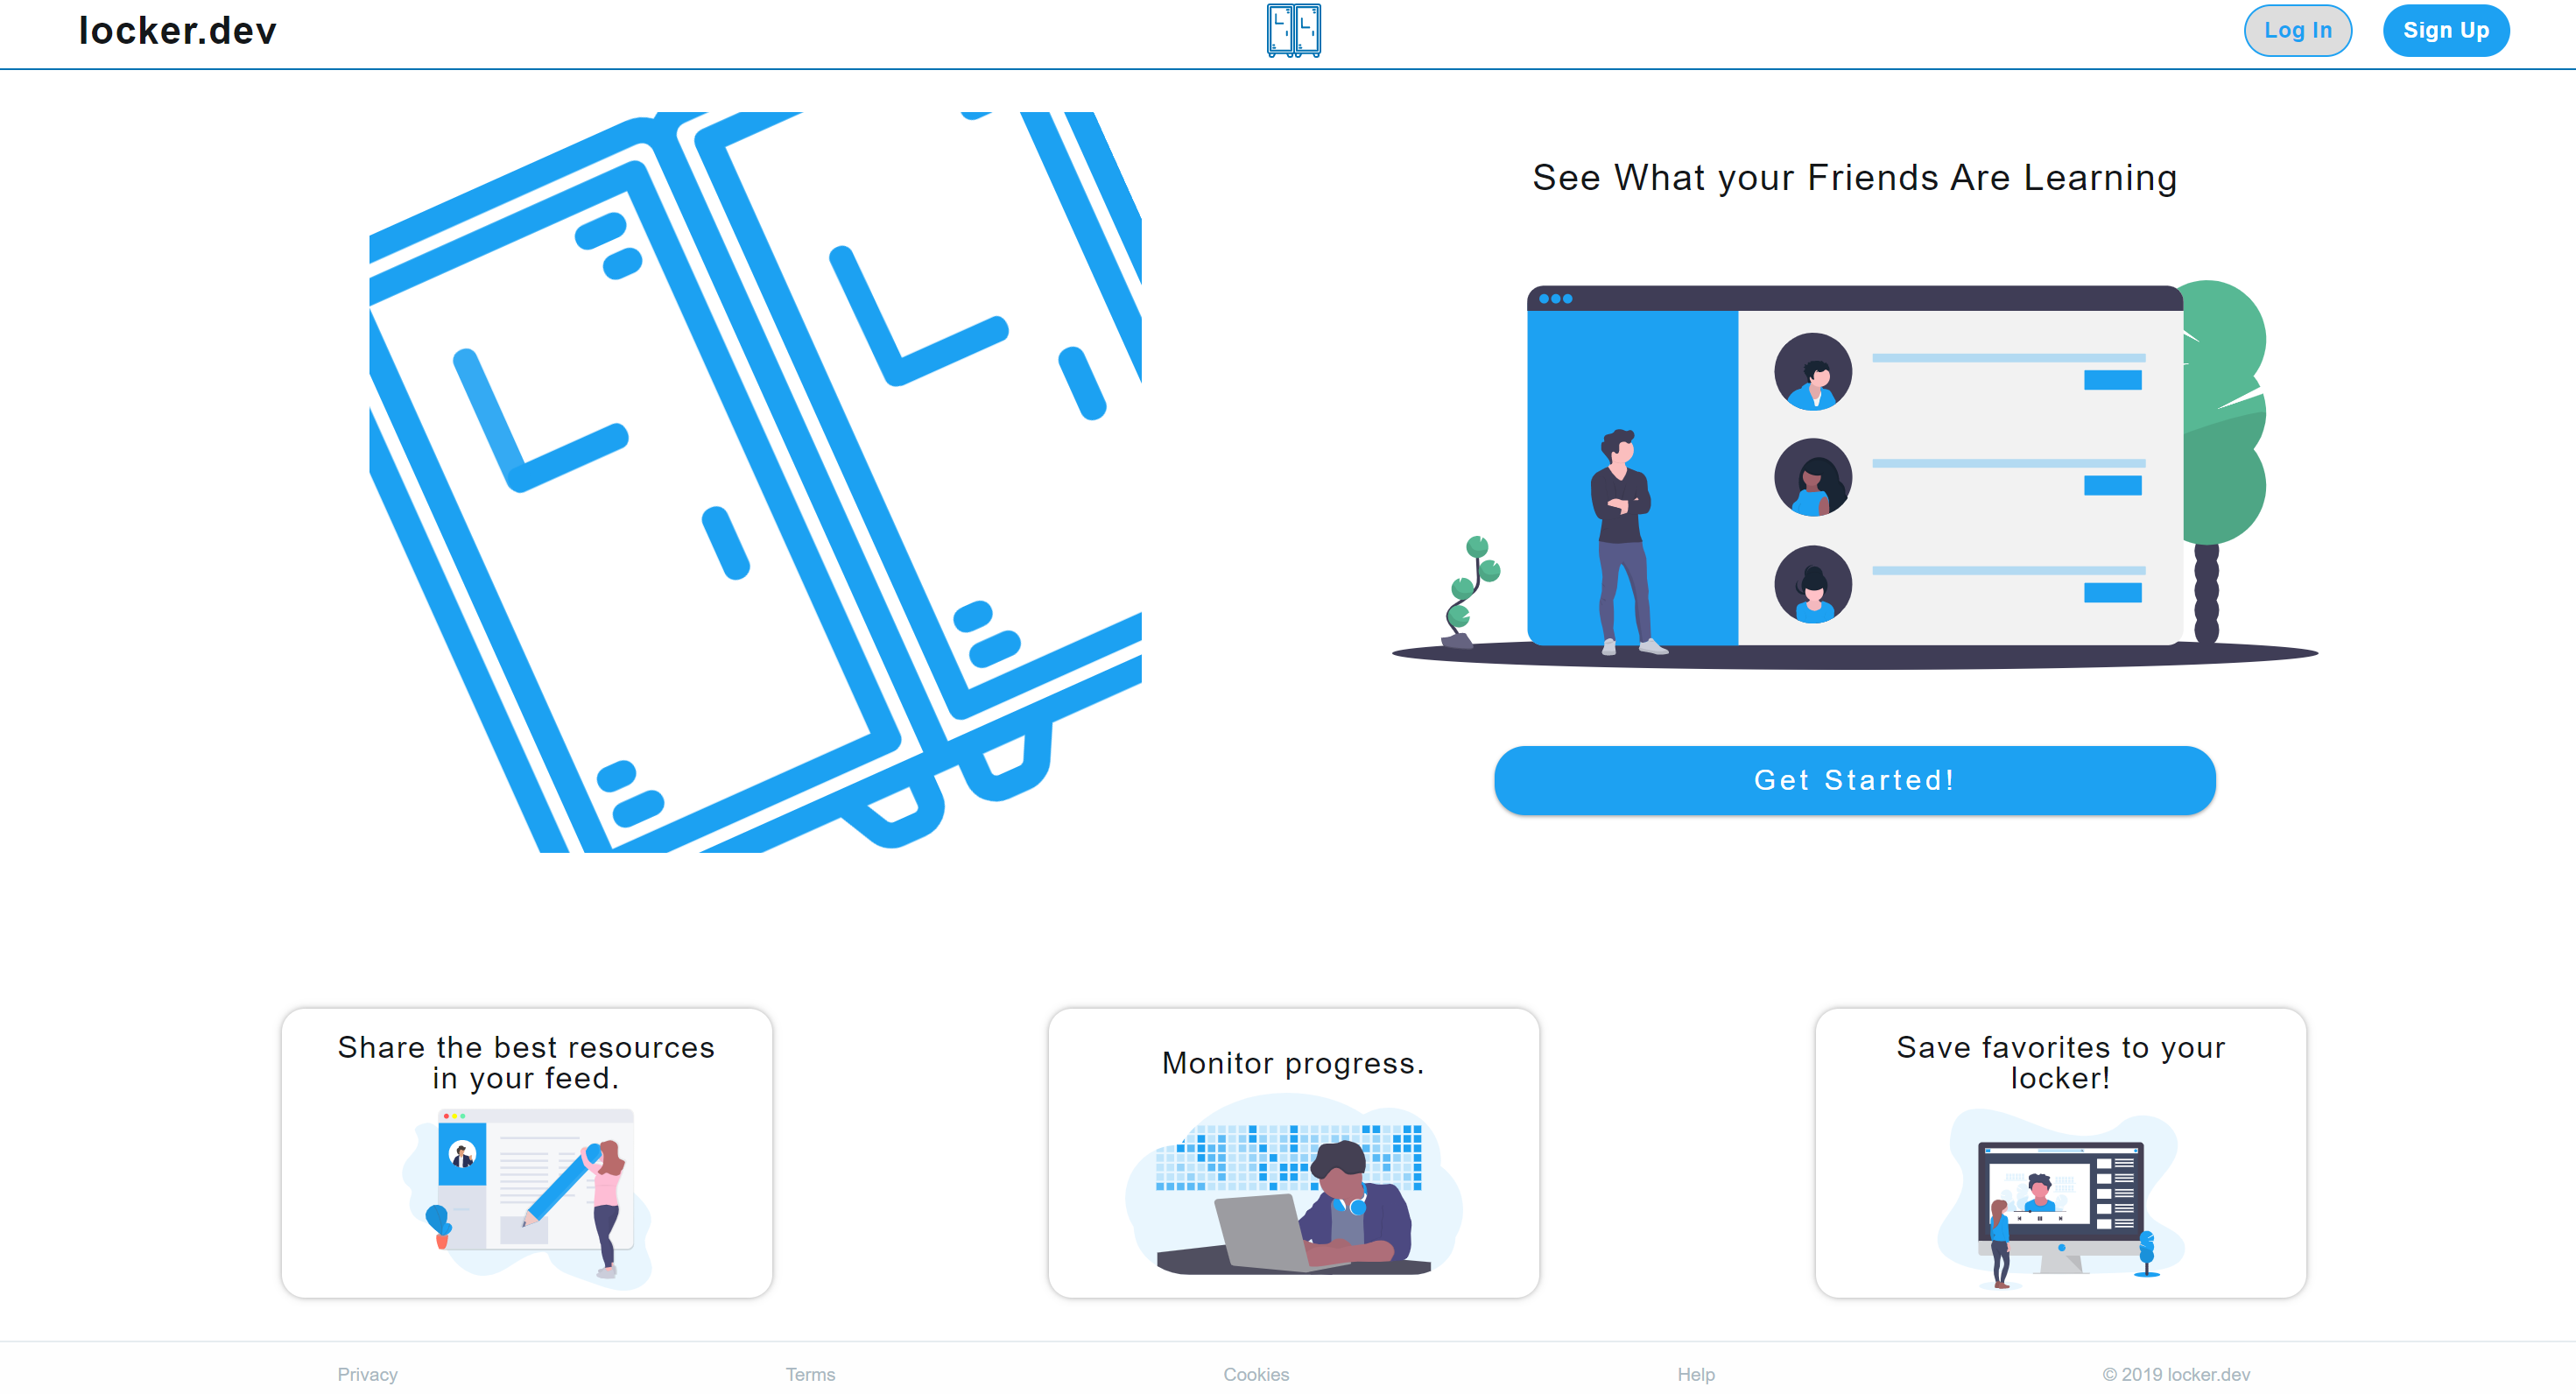 locker.dev
Log In
Sign Up
See What your Friends Are Learning
Get Started!
Share the best resources
in your feed.
Monitor progress.
Save favorites to your
locker!
Privacy
Terms
Cookies
Help
© 2019 locker.dev